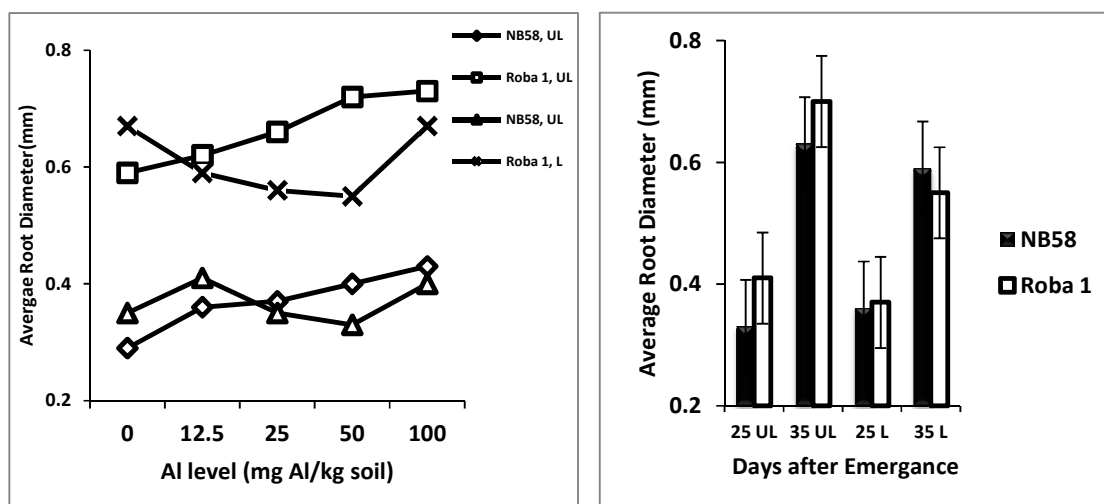 NB58, UL
Roba 1, UL
NB58, UL
Roba 1, L
Avergae Root Diameter(mm)
0.8
0.6
0.4
0.2
0 12.5 25 50 100
Al level (mg Al/kg soil)
Average Root Diameter (mm)
0.8
0.6
0.4
0.2
25 UL 35 UL 25 L 35 L
Days after Emergance
NB58
Roba 1